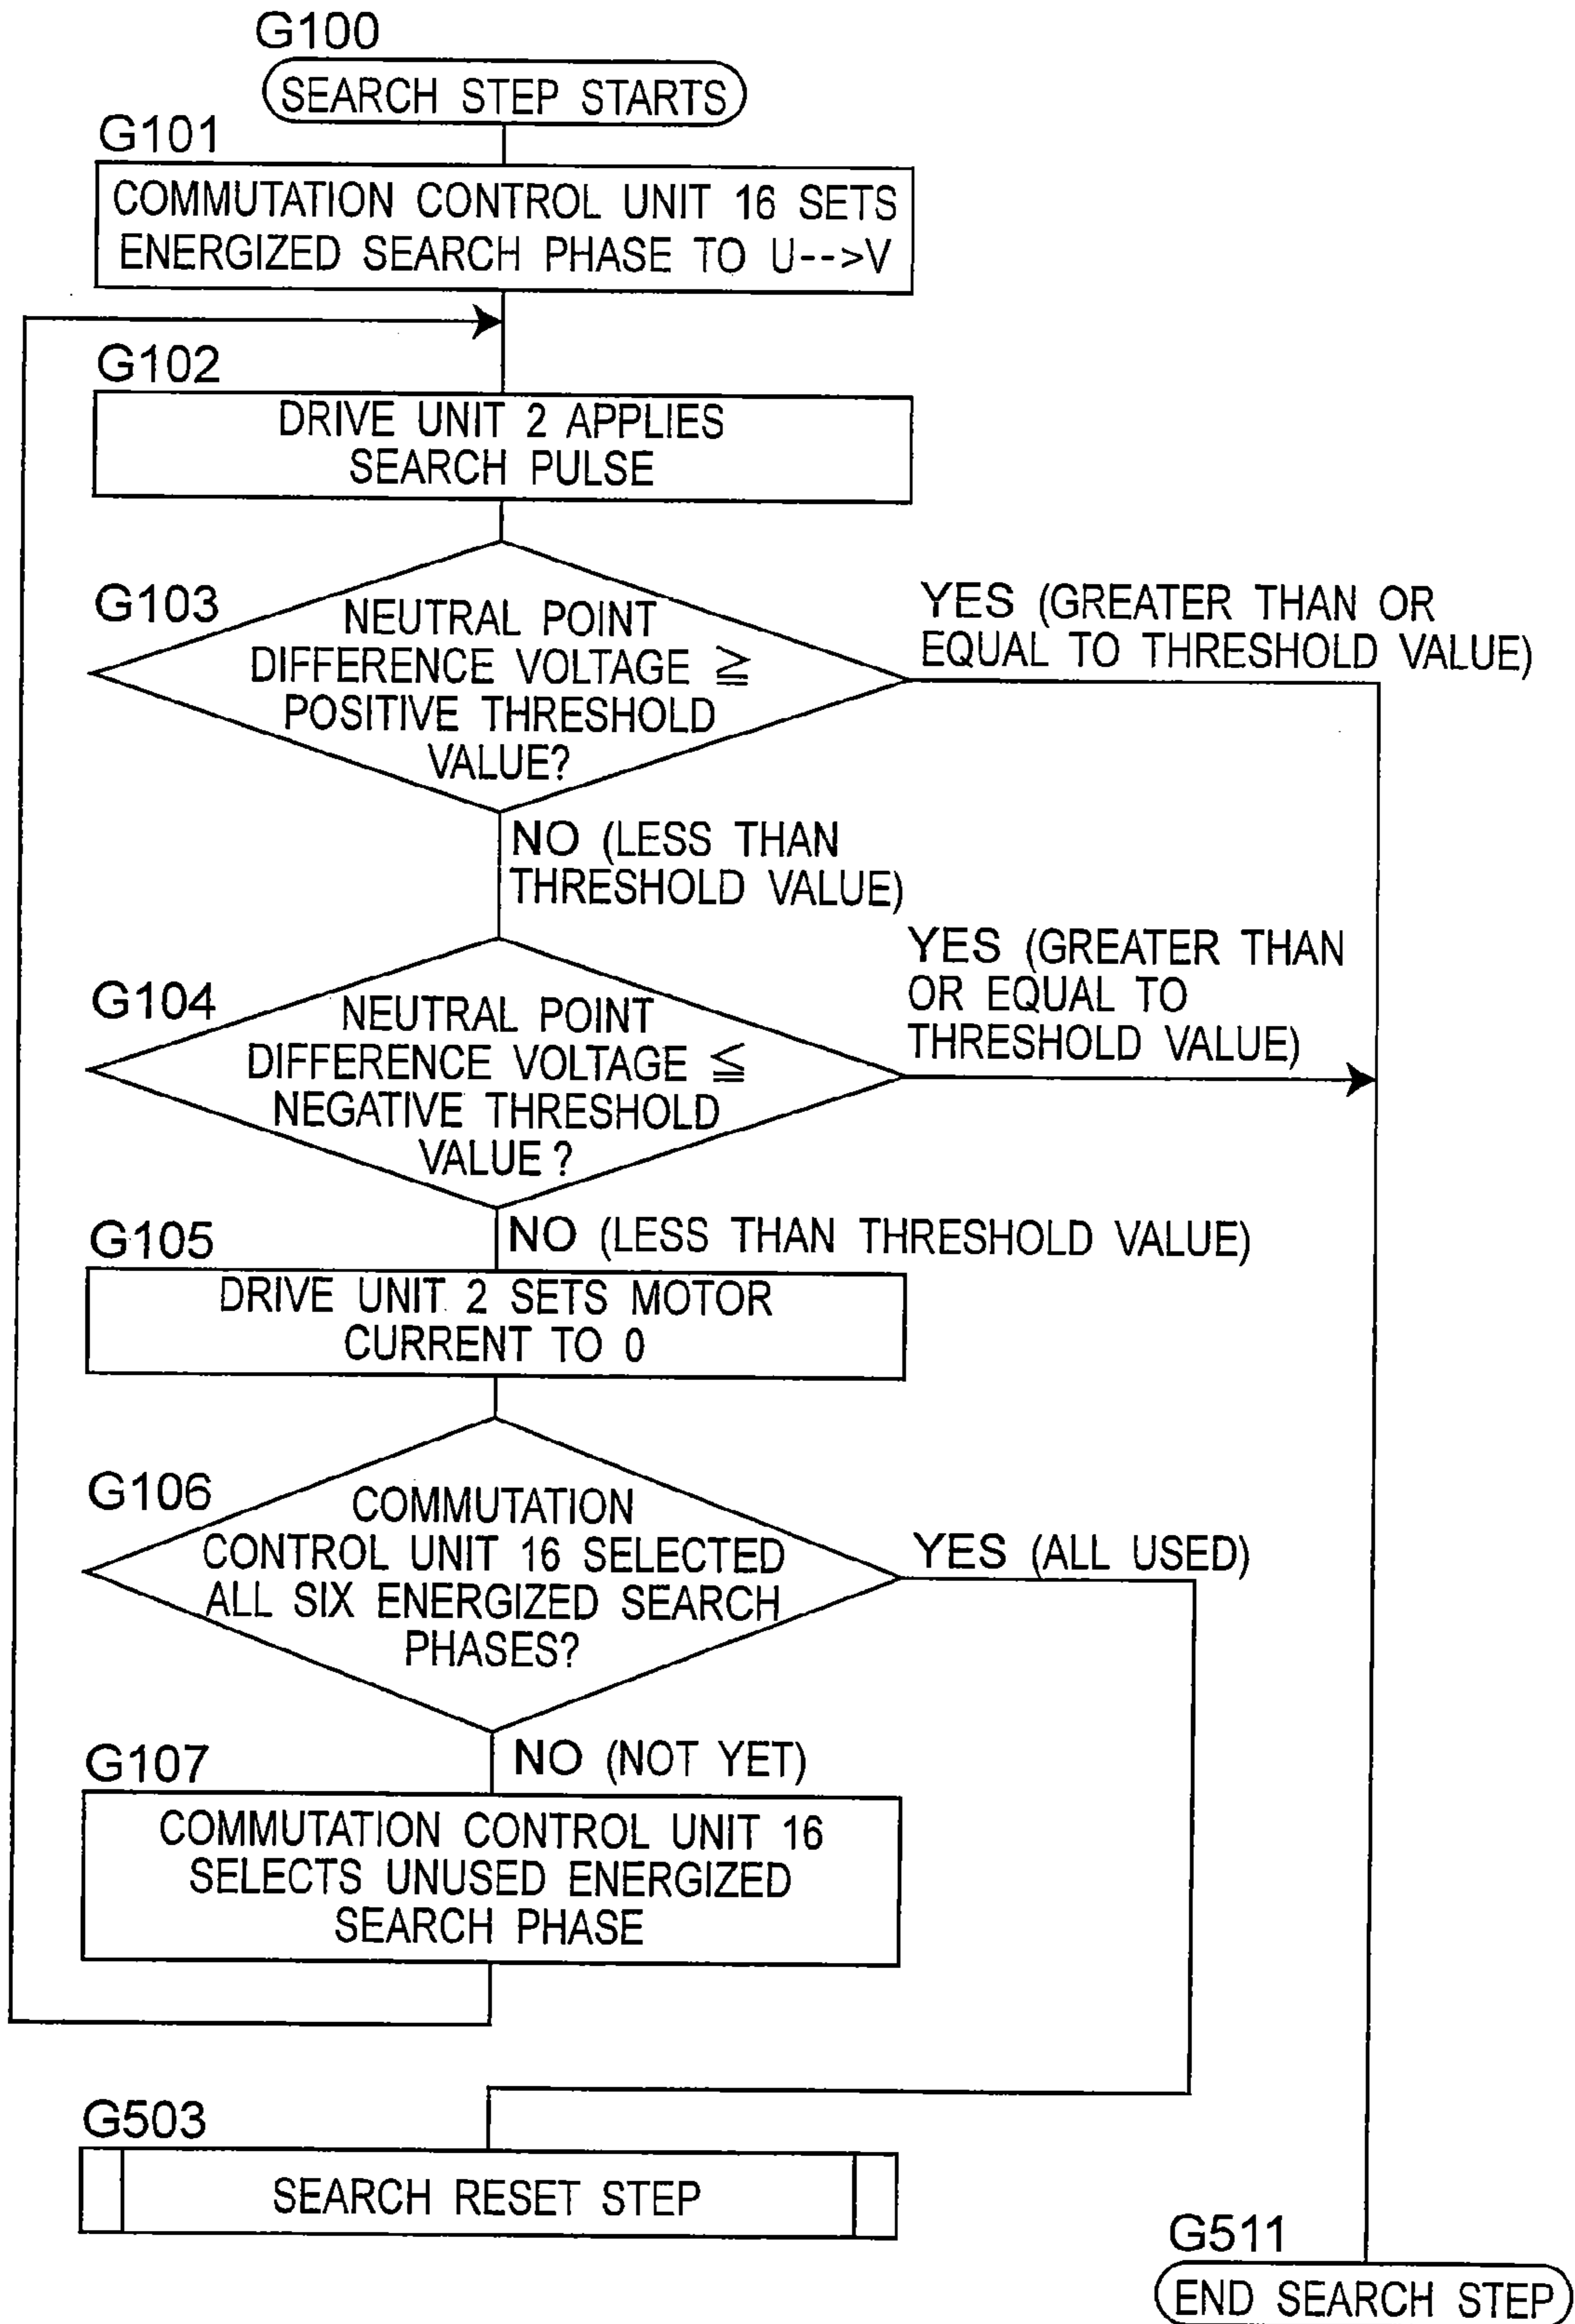 G100
SEARCH STEP STARTS
G101
COMMUTATION CONTROL UNIT 16 SETS
ENERGIZED SEARCH PHASE TO U-->V
G102
DRIVE UNIT 2 APPLIES
SEARCH PULSE
G103
NEUTRAL POINT
DIFFERENCE VOLTAGE ≧
POSITIVE THRESHOLD
VALUE?
YES (GREATER THAN OR
EQUAL TO THRESHOLD VALUE)
NO (LESS THAN
THRESHOLD VALUE)
G104
NEUTRAL POINT
DIFFERENCE VOLTAGE ≦
NEGATIVE THRESHOLD
VALUE ?
YES (GREATER THAN
OR EQUAL TO
THRESHOLD VALUE)
NO (LESS THAN THRESHOLD VALUE)
G105
DRIVE UNIT 2 SETS MOTOR
CURRENT TO 0
G106
COMMUTATION
CONTROL UNIT 16 SELECTED
ALL SIX ENERGIZED SEARCH
PHASES?
YES (ALL USED)
NO (NOT YET)
G107
COMMUTATION CONTROL UNIT 16
SELECTS UNUSED ENERGIZED
SEARCH PHASE
G503
SEARCH RESET STEP
G511
END SEARCH STEP